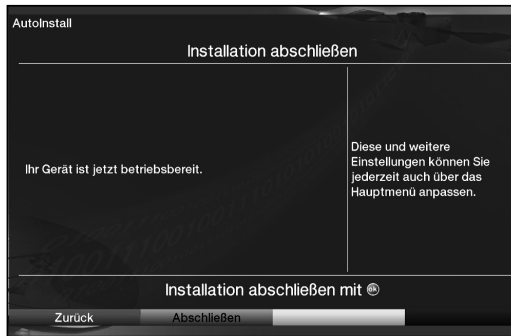 AutoInstall
Installation abschließen
Ihr Gerät ist jetzt betriebsbereit.
Diese und weitere
Einstellungen können Sie
jederzeit auch über das
Hauptmenü anpassen.
Installation abschließen mit ok
Zurück
Abschließen